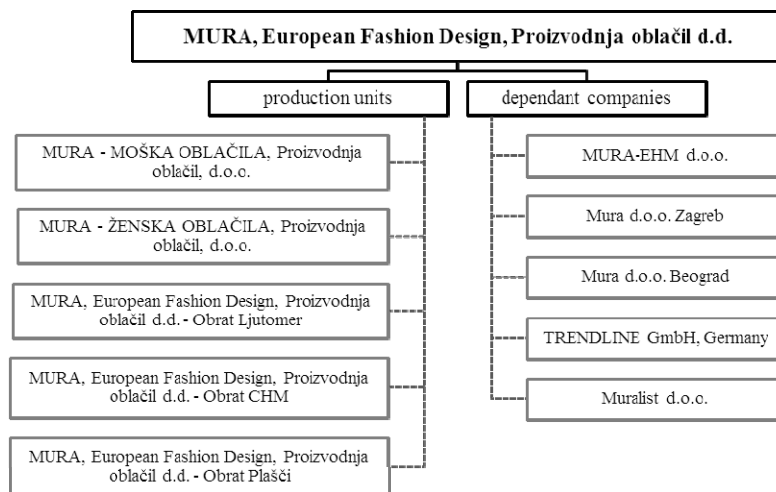 MURA, European Fashion Design, Proizvodnja oblačil d.d.
production units
dependant companies
MURA - MOŠKA OBLAČILA, Proizvodnja
oblačil, d.o.o.
MURA - ŽENSKA OBLAČILA, Proizvodnja
oblačil, d.o.o.
MURA, European Fashion Design, Proizvodnja
oblačil d.d. - Obrat Ljutomer
MURA, European Fashion Design, Proizvodnja
oblačil d.d. - Obrat CHM
MURA, European Fashion Design, Proizvodnja
oblačil d.d. - Obrat Plašči
MURA-EHM d.o.o.
Mura d.o.o. Zagreb
Mura d.o.o. Beograd
TRENDLINE GmbH, Germany
Muralist d.o.o.